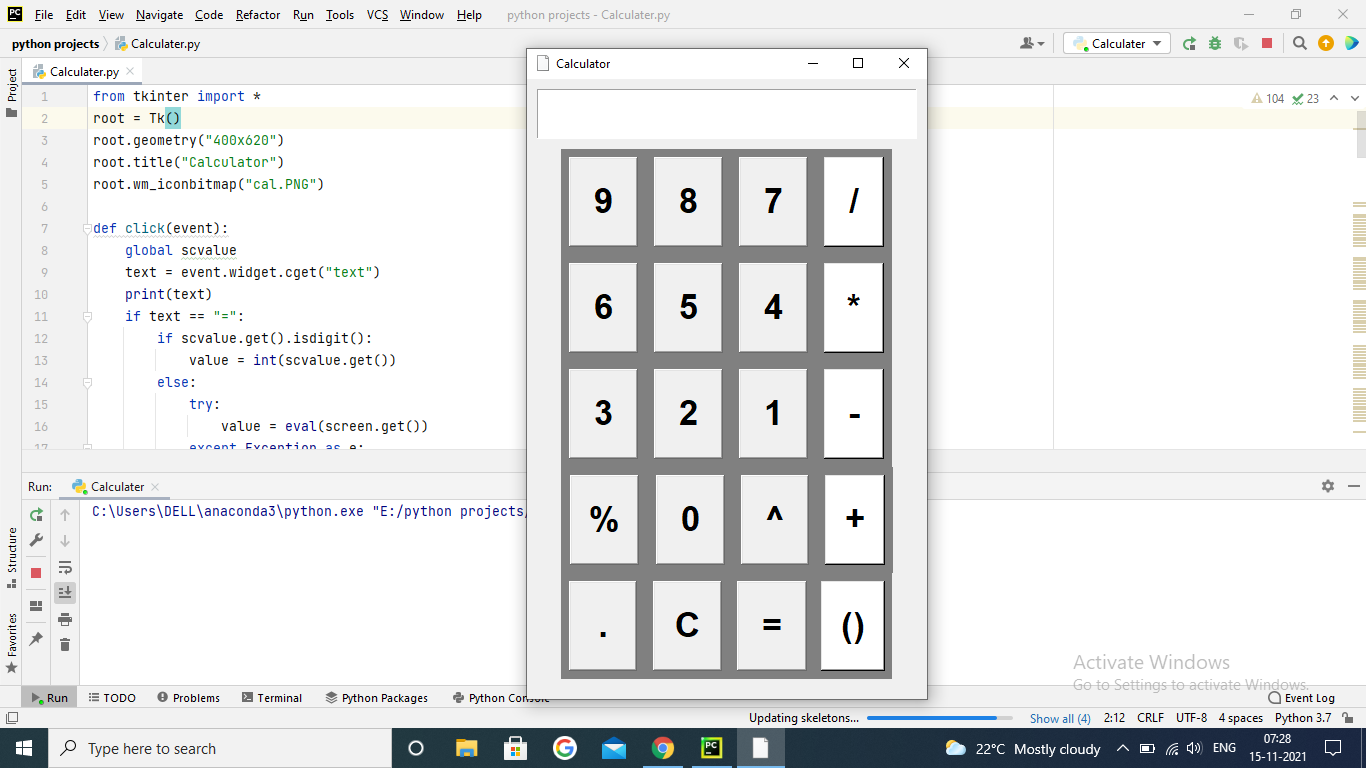 PC File Edit View Navigate Code Refactor Run Tools VCS Window Help python projects - Calculater.py
python projects Calculater.py Calculater
Project
Calculater.py
1 from tkinter import *
2 root = Tk()
3 root.geometry("400x620")
4 root.title("Calculator")
5 root.wm_iconbitmap("cal.PNG")
6
7 def click(event):
8 global scvalue
9 text = event.widget.cget("text")
10 print(text)
11 if text == "=":
12 if scvalue.get().isdigit():
13 value = int(scvalue.get())
14 else:
15 try:
16 value = eval(screen.get())
17 except Exception as e:
104 23
Calculator
9 8 7 /
6 5 4 *
3 2 1 -
% 0 ^ +
. C = ()
Run: Calculater
C:\Users\DELL\anaconda3\python.exe "E:/python projects/
Structure
Favorites
Activate Windows
Go to Settings to activate Windows.
Run TODO Problems Terminal Python Packages Python Console Event Log
Updating skeletons... Show all (4) 2:12 CRLF UTF-8 4 spaces Python 3.7
Type here to search PC 22°C Mostly cloudy ENG 07:28
15-11-2021